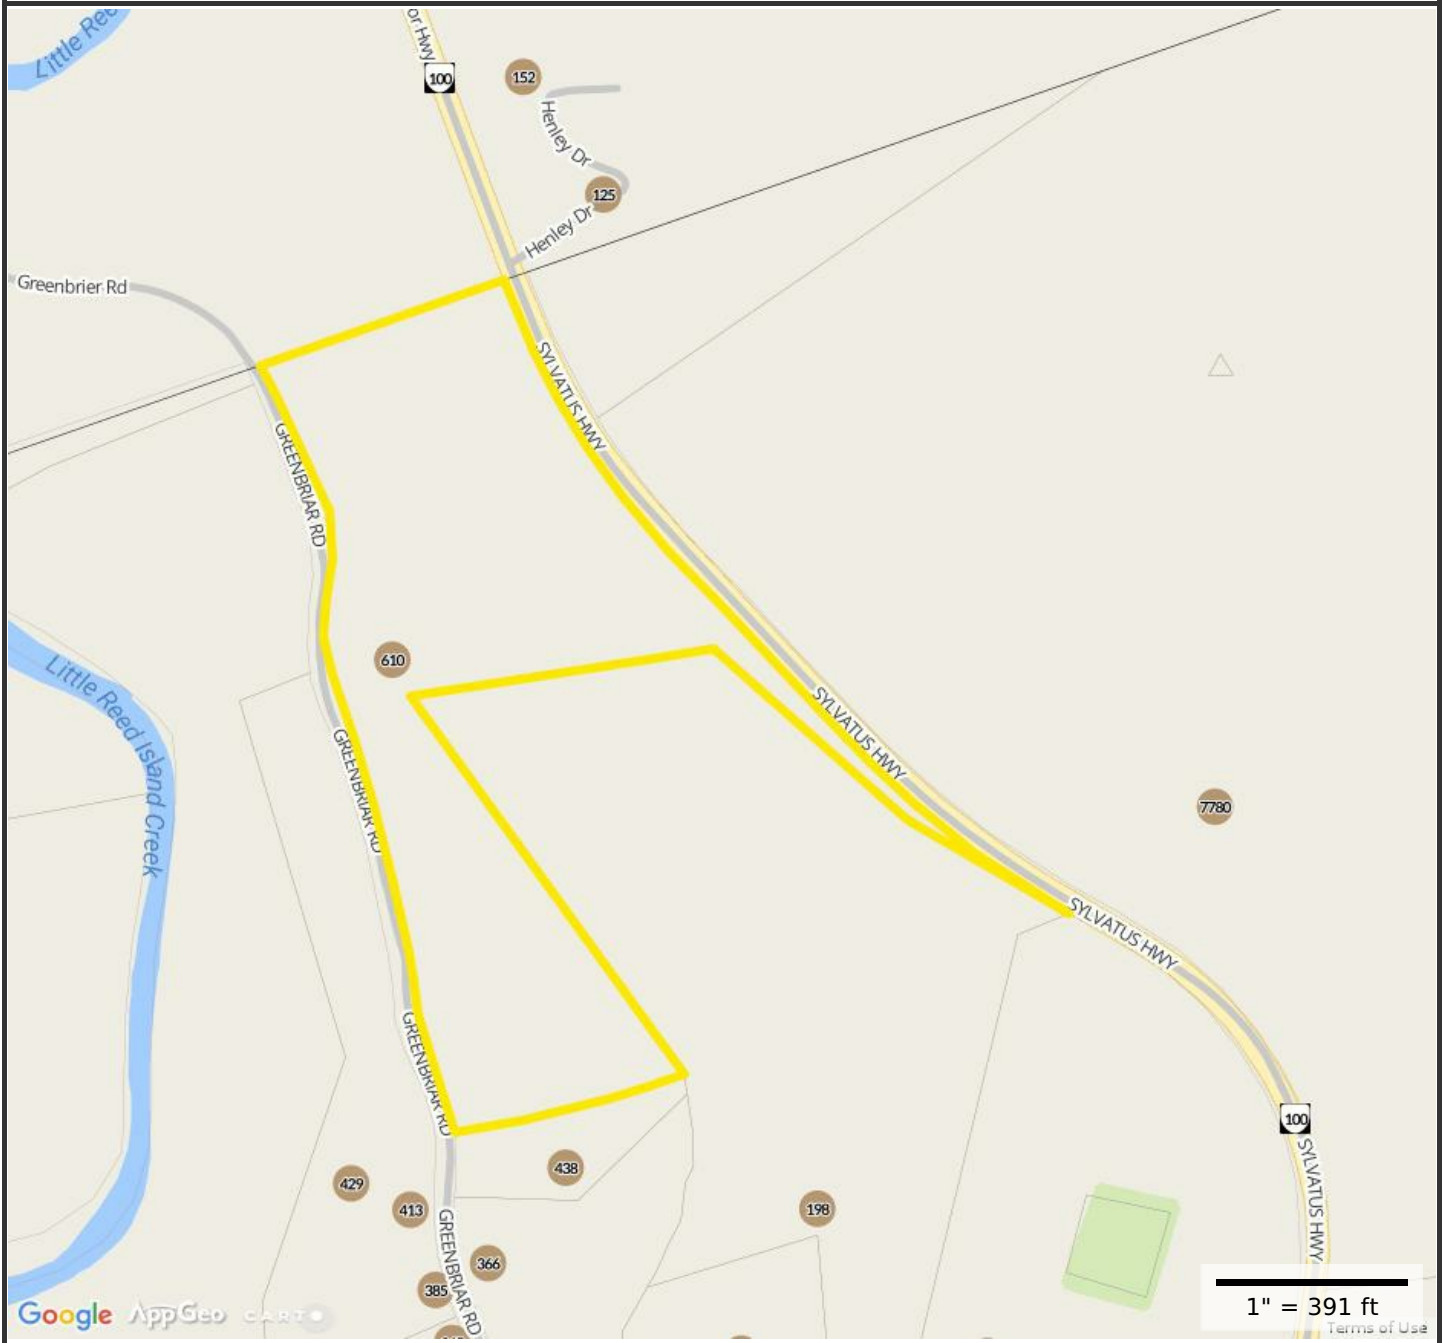 Little Ree
or Hwy
100
152
Henley Dr
125
Henley Dr
Greenbrier Rd
SYLVATUS HWY
GREENBRIAR RD
610
Little Reed Island Creek
SYLVATUS HWY
GREENBRIAR RD
7780
SYLVATUS HWY
GREENBRIAR RD
100
438
429
413
198
SYLVATUS HWY
366
GREENBRIAR RD
385
1" = 391 ft
Google AppGeo CARTO
Terms of Use